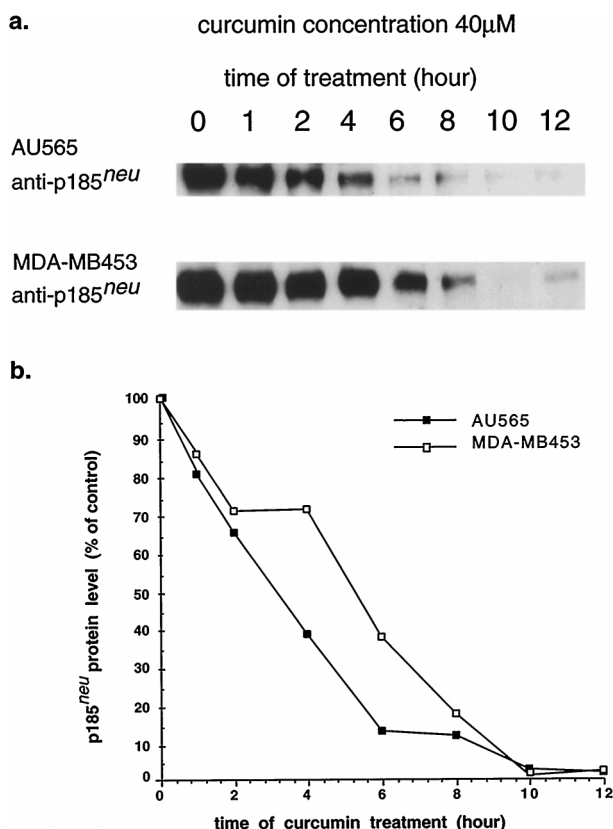 a.
curcumin concentration 40µM
time of treatment (hour)
0 1 2 4 6 8 10 12
AU565
anti-p185neu
MDA-MB453
anti-p185neu
b.
100
90
80
70
60
50
40
30
20
10
0
p185neu protein level (% of control)
AU565
MDA-MB453
0 2 4 6 8 10 12
time of curcumin treatment (hour)